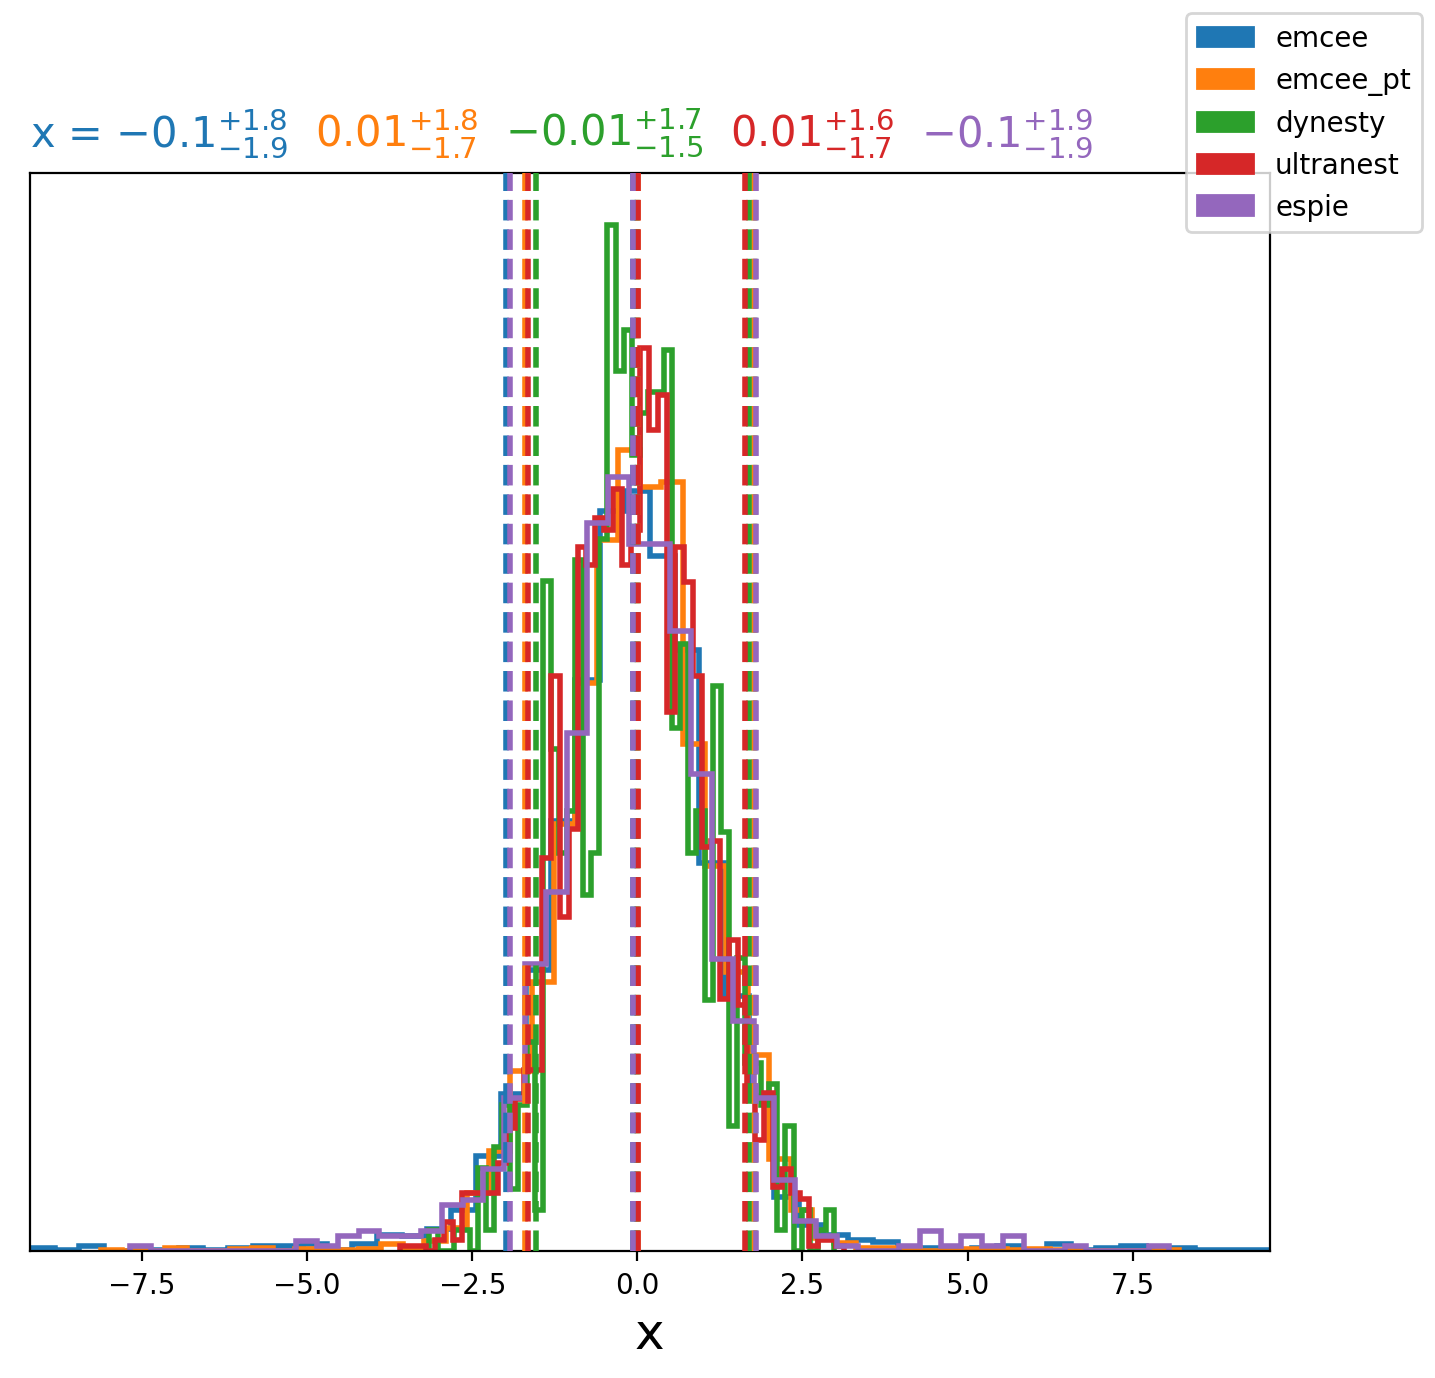 emcee
emcee_pt
dynesty
ultranest
espie
x = −0.1 +1.8 −1.9 0.01 +1.8 −1.7 −0.01 +1.7 −1.5 0.01 +1.6 −1.7 −0.1 +1.9 −1.9
−7.5 −5.0 −2.5 0.0 2.5 5.0 7.5
x